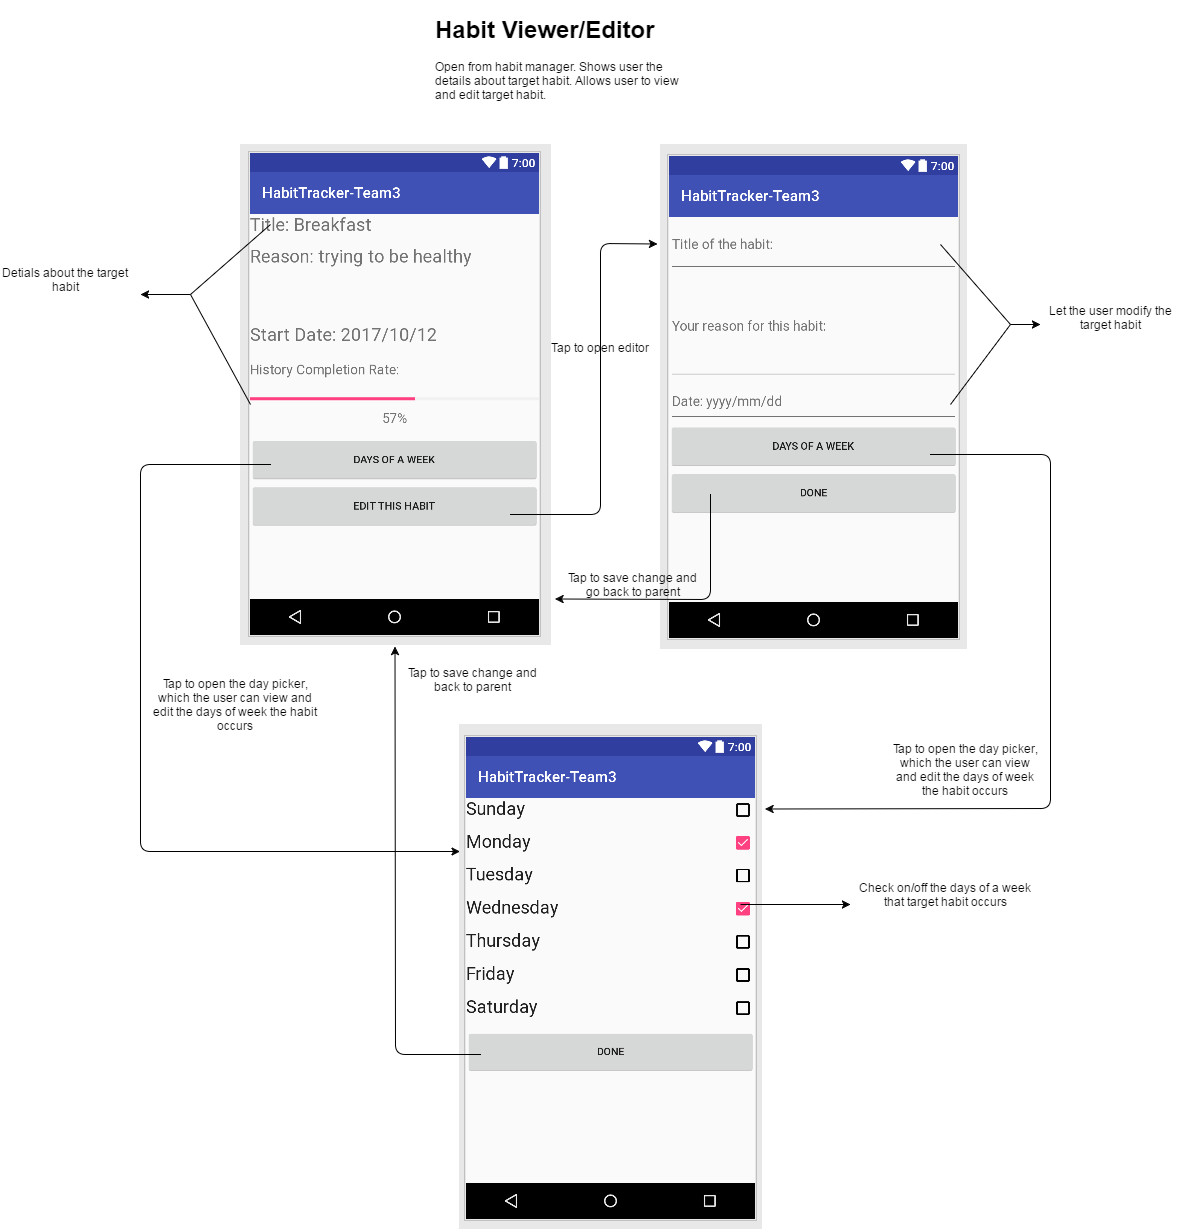 Habit Viewer/Editor
Open from habit manager. Shows user the
details about target habit. Allows user to view
and edit target habit.
7:00
HabitTracker-Team3
Title: Breakfast
Reason: trying to be healthy
Start Date: 2017/10/12
History Completion Rate:
57%
DAYS OF A WEEK
EDIT THIS HABIT
Detials about the target
habit
Tap to open editor
7:00
HabitTracker-Team3
Title of the habit:
Your reason for this habit:
Date: yyyy/mm/dd
DAYS OF A WEEK
DONE
Let the user modify the
target habit
Tap to save change and
go back to parent
Tap to save change and
back to parent
Tap to open the day picker,
which the user can view and
edit the days of week the habit
occurs
Tap to open the day picker,
which the user can view
and edit the days of week
the habit occurs
7:00
HabitTracker-Team3
Sunday
Monday
Tuesday
Wednesday
Thursday
Friday
Saturday
DONE
Check on/off the days of a week
that target habit occurs